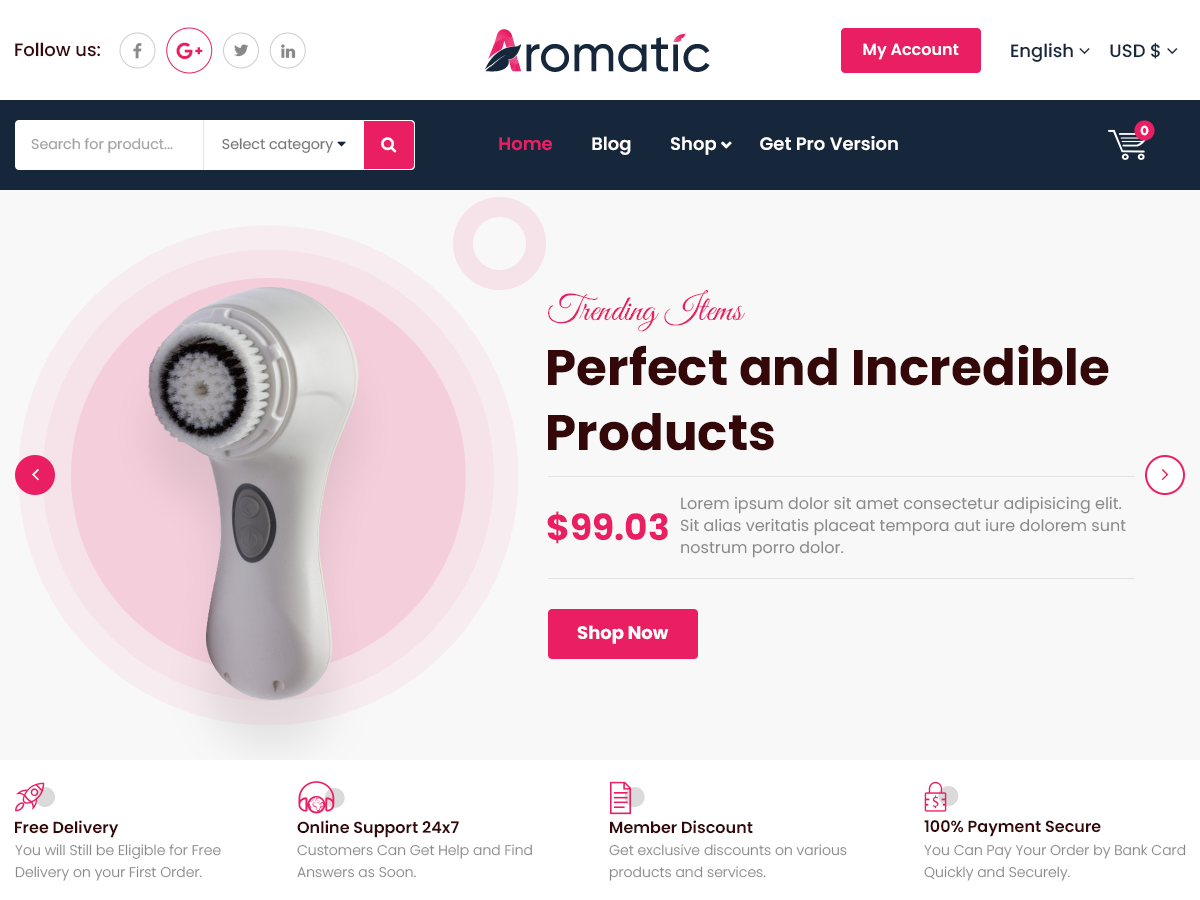 Follow us:
Aromatic
My Account
English
USD $
Search for product...
Select category
Home
Blog
Shop
Get Pro Version
0
Trending Items
Perfect and Incredible
Products
$99.03
Lorem ipsum dolor sit amet consectetur adipisicing elit.
Sit alias veritatis placeat tempora aut iure dolorem sunt
nostrum porro dolor.
Shop Now
Free Delivery
You will Still be Eligible for Free
Delivery on your First Order.
Online Support 24x7
Customers Can Get Help and Find
Answers as Soon.
Member Discount
Get exclusive discounts on various
products and services.
100% Payment Secure
You Can Pay Your Order by Bank Card
Quickly and Securely.